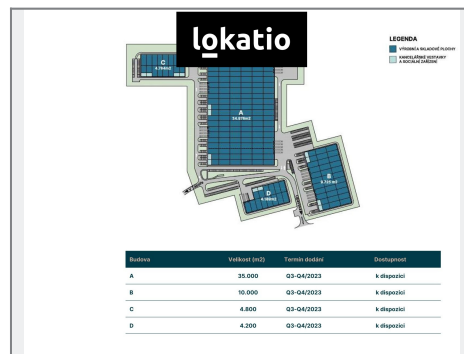 lokatio
LEGENDA
VÝROBNÍ A SKLADOVÉ PLOCHY
KANCELÁŘSKÉ VESTAVKY
A SOCIÁLNÍ ZAŘÍZENÍ
C
A
B
D
Budova Velikost (m2) Termín dodání Dostupnost
A 35.000 Q3-Q4/2023 k dispozici
B 10.000 Q3-Q4/2023 k dispozici
C 4.800 Q3-Q4/2023 k dispozici
D 4.200 Q3-Q4/2023 k dispozici